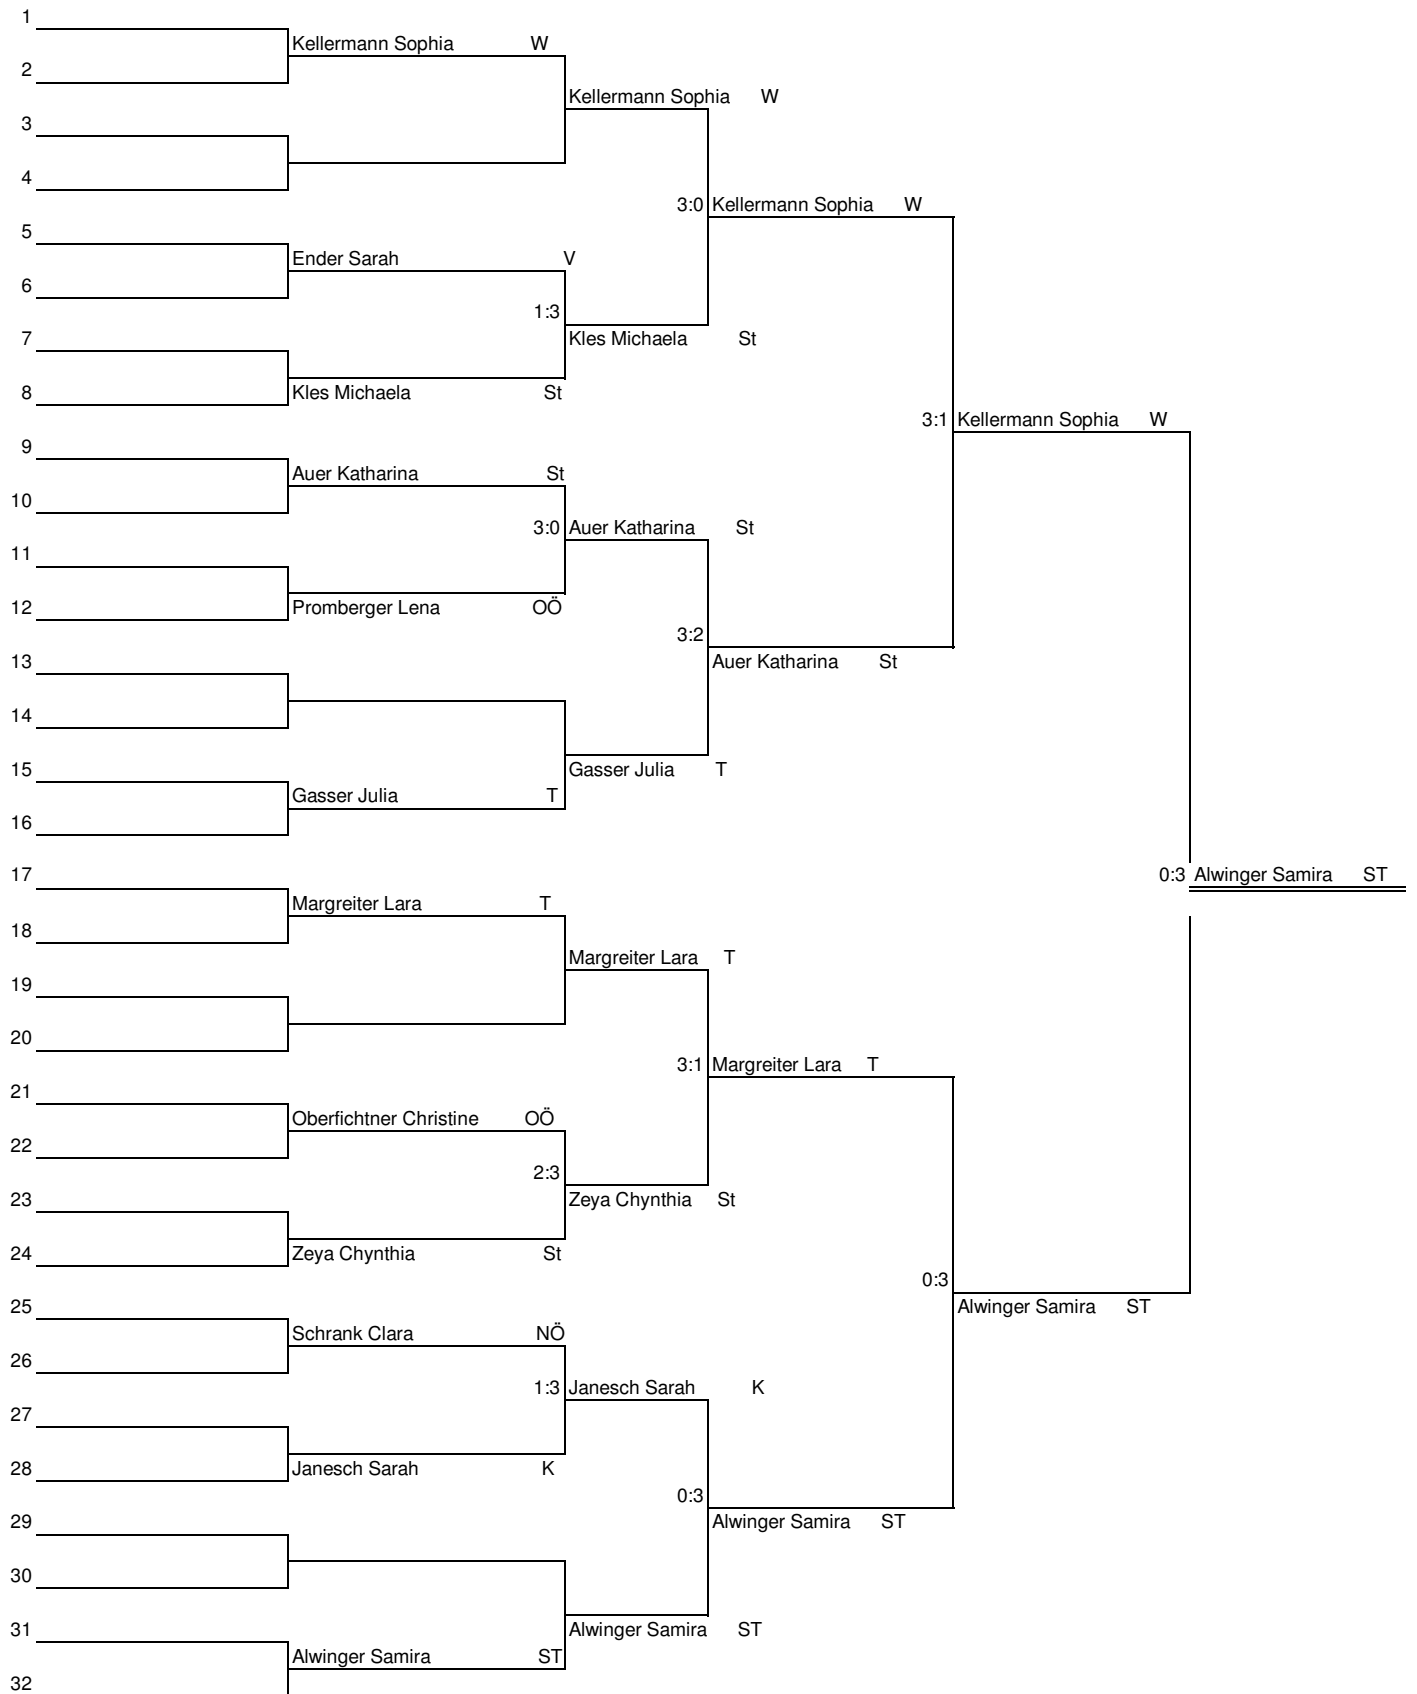 1
Kellermann Sophia W
2
Kellermann Sophia W
3
4
3:0 Kellermann Sophia W
5
Ender Sarah V
6
1:3
7
Kles Michaela St
8
Kles Michaela St
3:1 Kellermann Sophia W
9
Auer Katharina St
10
3:0 Auer Katharina St
11
12
Promberger Lena OÖ
3:2
13
Auer Katharina St
14
15
Gasser Julia T
Gasser Julia T
16
17
0:3 Alwinger Samira ST
Margreiter Lara T
18
Margreiter Lara T
19
20
3:1 Margreiter Lara T
21
Oberfichtner Christine OÖ
22
2:3
23
Zeya Chynthia St
24
Zeya Chynthia St
0:3
25
Alwinger Samira ST
Schrank Clara NÖ
26
1:3 Janesch Sarah K
27
28
Janesch Sarah K
0:3
29
Alwinger Samira ST
30
31
Alwinger Samira ST
Alwinger Samira ST
32